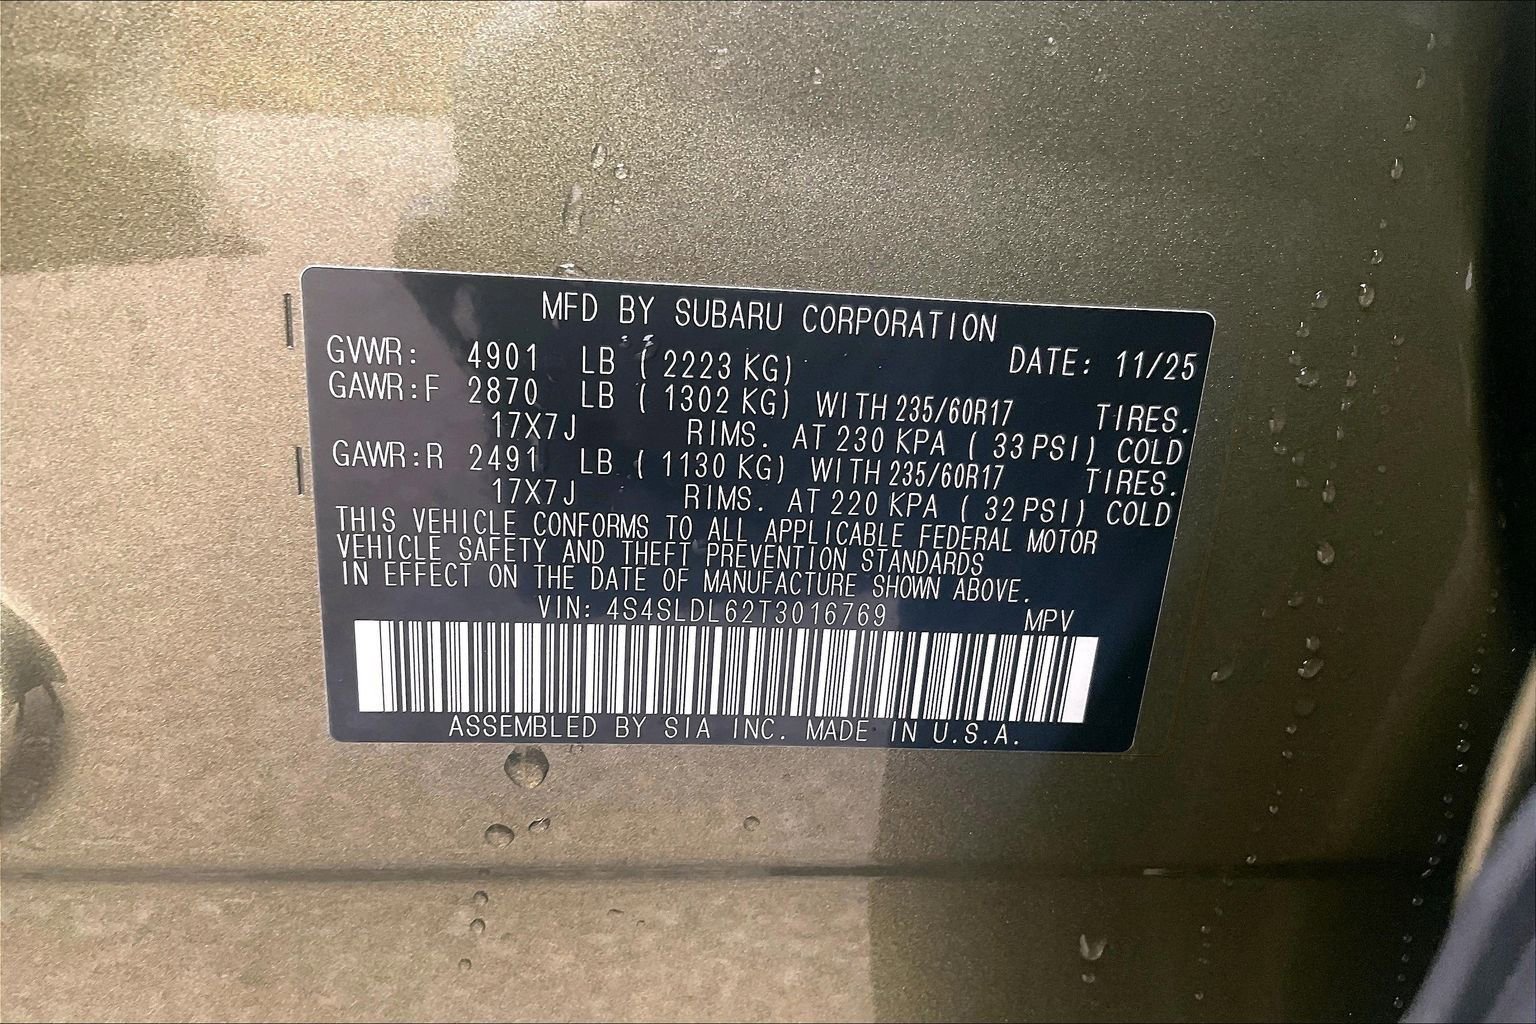 MFD BY SUBARU CORPORATION
GVWR: 4901 LB ( 2223 KG) DATE: 11/25
GAWR:F 2870 LB ( 1302 KG) WITH 235/60R17 TIRES.
17X7J RIMS. AT 230 KPA ( 33 PSI) COLD
GAWR:R 2491 LB ( 1130 KG) WITH 235/60R17 TIRES.
17X7J RIMS. AT 220 KPA ( 32 PSI) COLD
THIS VEHICLE CONFORMS TO ALL APPLICABLE FEDERAL MOTOR
VEHICLE SAFETY AND THEFT PREVENTION STANDARDS
IN EFFECT ON THE DATE OF MANUFACTURE SHOWN ABOVE.
VIN: 4S4SLDL62T3016769 MPV
ASSEMBLED BY SIA INC. MADE IN U.S.A.